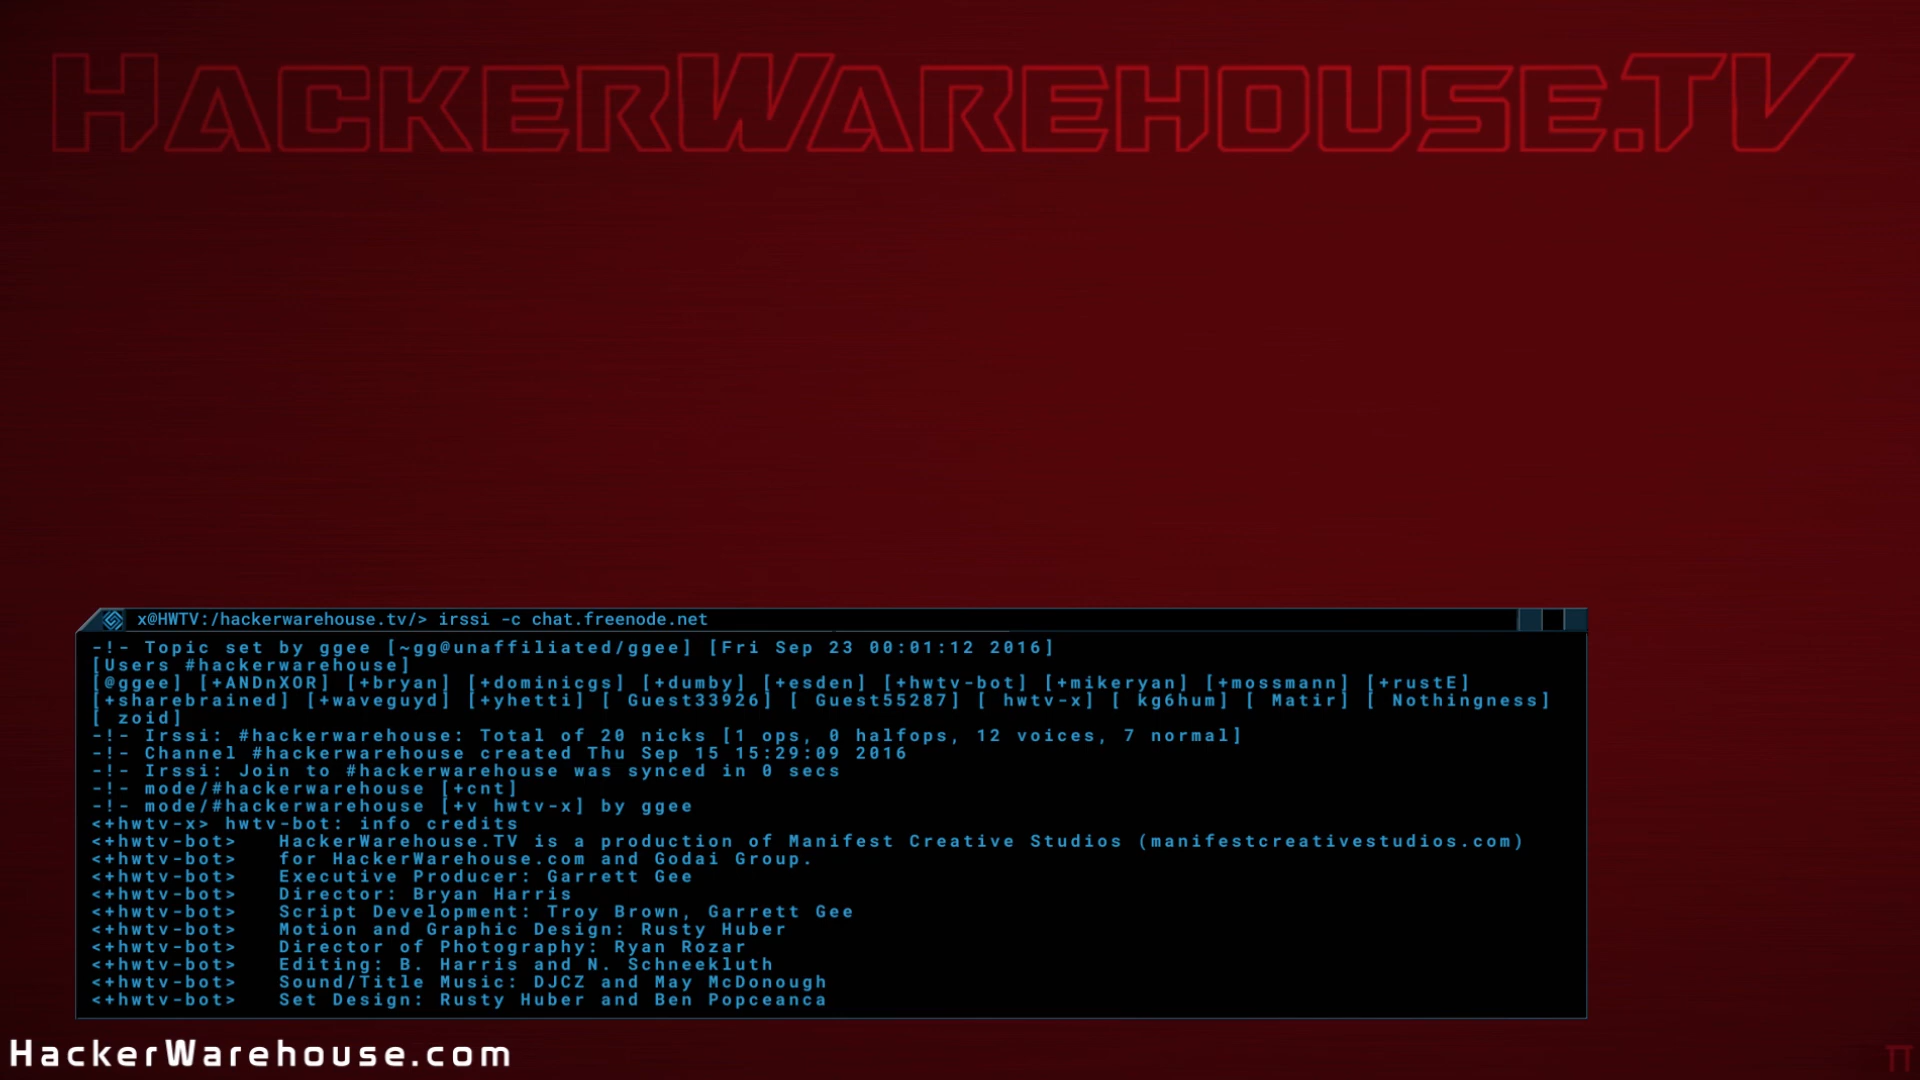 HackerWarehouse.TV
x@HWTV:/hackerwarehouse.tv/> irssi -c chat.freenode.net
-!- Topic set by ggee [~gg@unaffiliated/ggee] [Fri Sep 23 00:01:12 2016]
[Users #hackerwarehouse]
[@ggee] [+ANDnXOR] [+bryan] [+dominicgs] [+dumby] [+esden] [+hwtv-bot] [+mikeryan] [+mossmann] [+rustE]
[+sharebrained] [+waveguyd] [+yhetti] [ Guest33926] [ Guest55287] [ hwtv-x] [ kg6hum] [ Matir] [ Nothingness]
[ zoid]
-!- Irssi: #hackerwarehouse: Total of 20 nicks [1 ops, 0 halfops, 12 voices, 7 normal]
-!- Channel #hackerwarehouse created Thu Sep 15 15:29:09 2016
-!- Irssi: Join to #hackerwarehouse was synced in 0 secs
-!- mode/#hackerwarehouse [+cnt]
-!- mode/#hackerwarehouse [+v hwtv-x] by ggee
<+hwtv-x> hwtv-bot: info credits
<+hwtv-bot> HackerWarehouse.TV is a production of Manifest Creative Studios (manifestcreativestudios.com)
<+hwtv-bot> for HackerWarehouse.com and Godai Group.
<+hwtv-bot> Executive Producer: Garrett Gee
<+hwtv-bot> Director: Bryan Harris
<+hwtv-bot> Script Development: Troy Brown, Garrett Gee
<+hwtv-bot> Motion and Graphic Design: Rusty Huber
<+hwtv-bot> Director of Photography: Ryan Rozar
<+hwtv-bot> Editing: B. Harris and N. Schneekluth
<+hwtv-bot> Sound/Title Music: DJCZ and May McDonough
<+hwtv-bot> Set Design: Rusty Huber and Ben Popceanca
HackerWarehouse.com
π